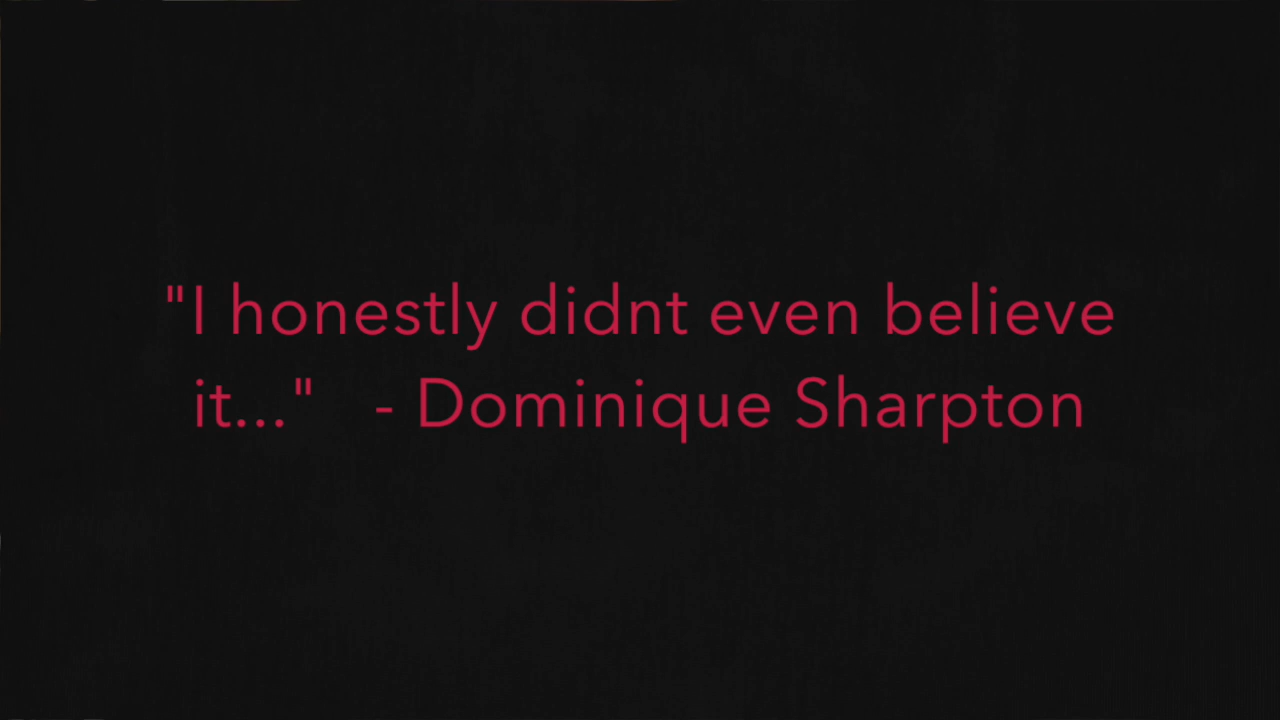 "I honestly didnt even believe
it..." - Dominique Sharpton